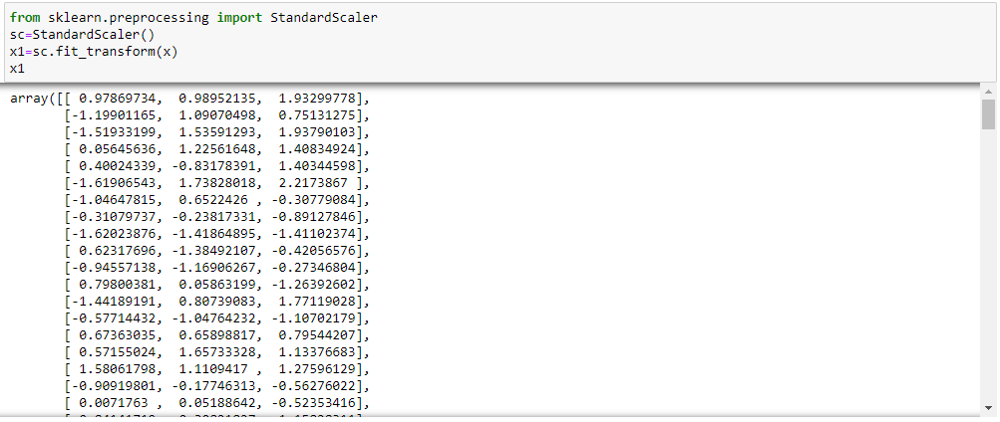 from sklearn.preprocessing import StandardScaler
sc=StandardScaler()
x1=sc.fit_transform(x)
x1
array([[ 0.97869734,  0.98952135,  1.93299778],
       [-1.19901165,  1.09070498,  0.75131275],
       [-1.51933199,  1.53591293,  1.93790103],
       [ 0.05645636,  1.22561648,  1.40834924],
       [ 0.40024339, -0.83178391,  1.40344598],
       [-1.61906543,  1.73828018,  2.2173867 ],
       [-1.04647815,  0.6522426 , -0.30779084],
       [-0.31079737, -0.23817331, -0.89127846],
       [-1.62023876, -1.41864895, -1.41102374],
       [ 0.62317696, -1.38492107, -0.42056576],
       [-0.94557138, -1.16906267, -0.27346804],
       [ 0.79800381,  0.05863199, -1.26392602],
       [-1.44189191,  0.80739083,  1.77119028],
       [-0.57714432, -1.04764232, -1.10702179],
       [ 0.67363035,  0.65898817,  0.79544207],
       [ 0.57155024,  1.65733328,  1.13376683],
       [ 1.58061798,  1.1109417 ,  1.27596129],
       [-0.90919801, -0.17746313, -0.56276022],
       [ 0.0071763 ,  0.05188642, -0.52353416],